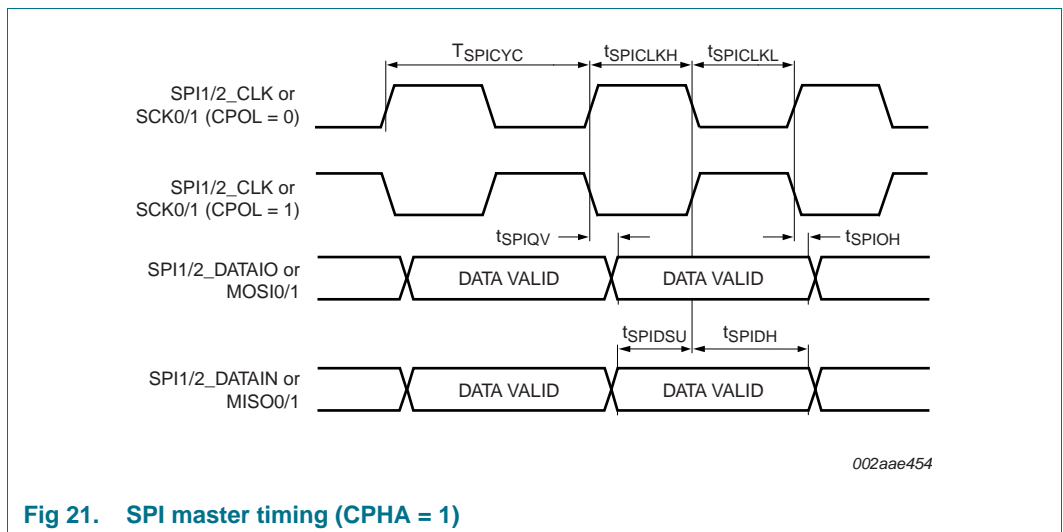 TSPICYC
tSPICLKH
tSPICLKL
SPI1/2_CLK or
SCK0/1 (CPOL = 0)
SPI1/2_CLK or
SCK0/1 (CPOL = 1)
tSPIQV
tSPIOH
SPI1/2_DATAIO or
MOSI0/1
DATA VALID
DATA VALID
tSPIDSU
tSPIDH
SPI1/2_DATAIN or
MISO0/1
DATA VALID
DATA VALID
002aae454
Fig 21. SPI master timing (CPHA = 1)